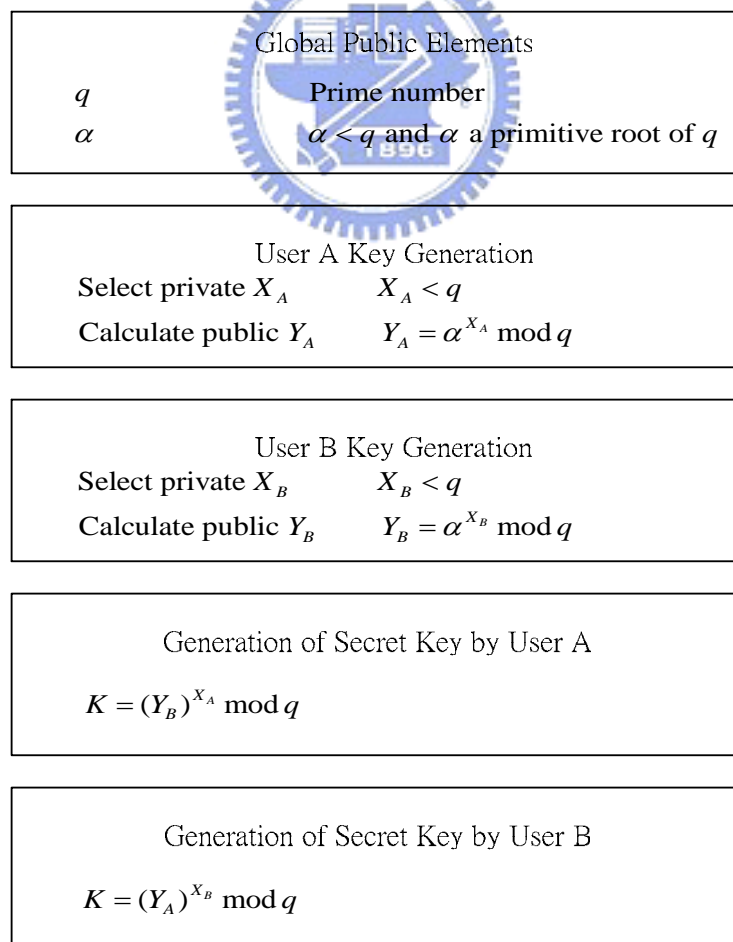 Global Public Elements
q Prime number
α α < q and α a primitive root of q
1896
User A Key Generation
Select private X_A X_A < q
Calculate public Y_A Y_A = α^{X_A} mod q
User B Key Generation
Select private X_B X_B < q
Calculate public Y_B Y_B = α^{X_B} mod q
Generation of Secret Key by User A
K = (Y_B)^{X_A} mod q
Generation of Secret Key by User B
K = (Y_A)^{X_B} mod q